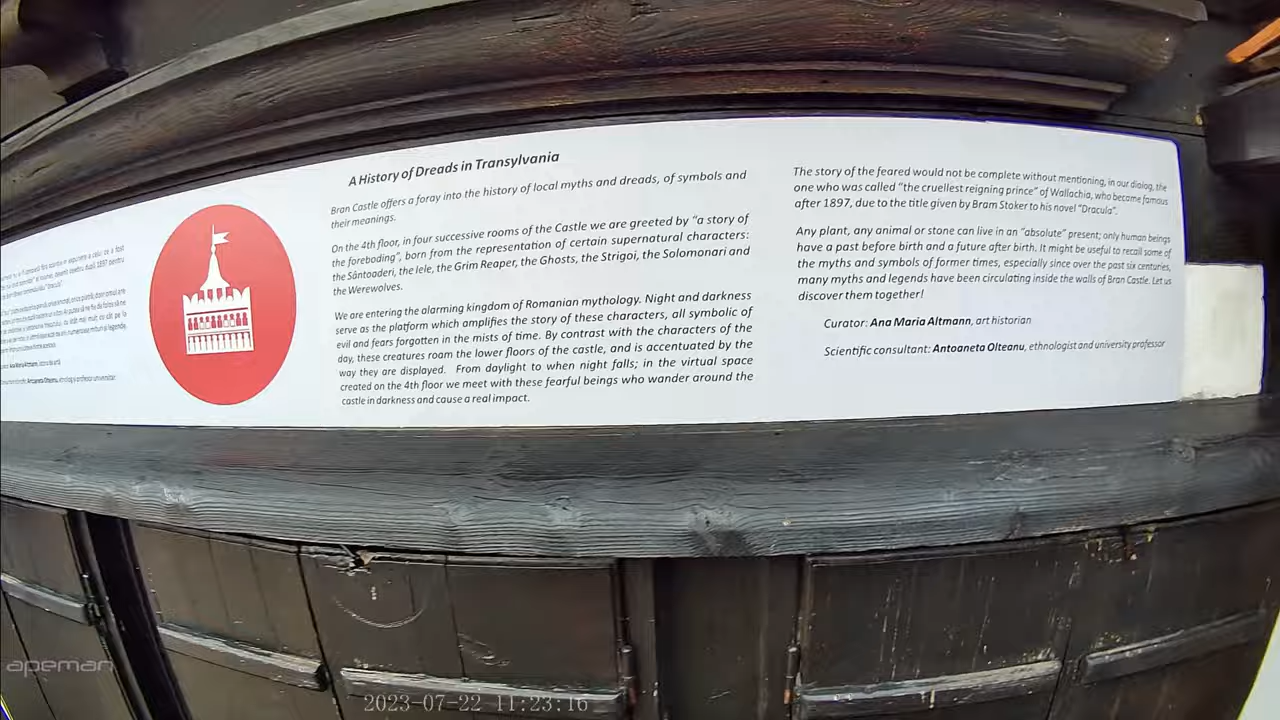 A History of Dreads in Transylvania
Bran Castle offers a foray into the history of local myths and dreads, of symbols and
their meanings.
On the 4th floor, in four successive rooms of the Castle we are greeted by "a story of
the foreboding", born from the representation of certain supernatural characters:
the Sântoaderi, the Iele, the Grim Reaper, the Ghosts, the Strigoi, the Solomonari and
the Werewolves.
We are entering the alarming kingdom of Romanian mythology. Night and darkness
serve as the platform which amplifies the story of these characters, all symbolic of
evil and fears forgotten in the mists of time. By contrast with the characters of the
day, these creatures roam the lower floors of the castle, and is accentuated by the
way they are displayed. From daylight to when night falls; in the virtual space
created on the 4th floor we meet with these fearful beings who wander around the
castle in darkness and cause a real impact.
The story of the feared would not be complete without mentioning, in our dialog, the
one who was called "the cruellest reigning prince" of Wallachia, who became famous
after 1897, due to the title given by Bram Stoker to his novel "Dracula".
Any plant, any animal or stone can live in an "absolute" present; only human beings
have a past before birth and a future after birth. It might be useful to recall some of
the myths and symbols of former times, especially since over the past six centuries,
many myths and legends have been circulating inside the walls of Bran Castle. Let us
discover them together!
Curator: Ana Maria Altmann, art historian
Scientific consultant: Antoaneta Olteanu, ethnologist and university professor
apeman
2023-07-22 11:23:16